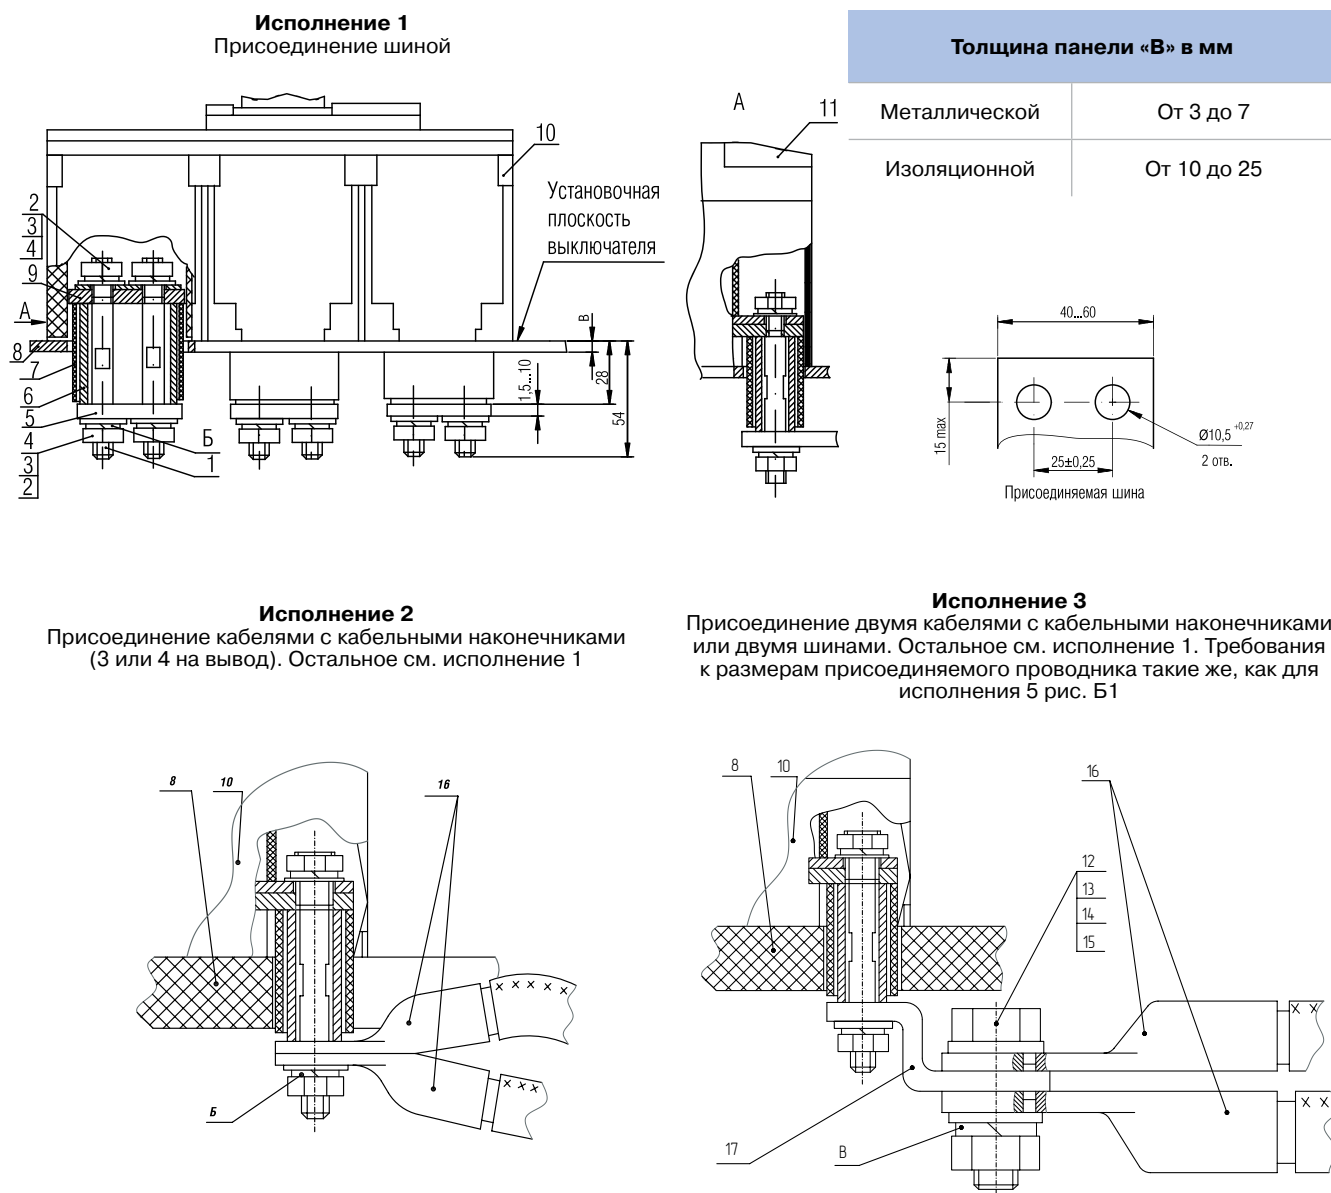 Исполнение 1
Присоединение шиной
Толщина панели «В» в мм
Металлической От 3 до 7
Изоляционной От 10 до 25
10
Установочная
плоскость
выключателя
2
3
4
9
А
8
7
6
5
4
3
2
Б
1
в
1,5...10
28
54
А
11
40...60
15 max
25±0,25
Ø10,5 +0,27
2 отв.
Присоединяемая шина
Исполнение 2
Присоединение кабелями с кабельными наконечниками
(3 или 4 на вывод). Остальное см. исполнение 1
8
10
16
Б
Исполнение 3
Присоединение двумя кабелями с кабельными наконечниками
или двумя шинами. Остальное см. исполнение 1. Требования
к размерам присоединяемого проводника такие же, как для
исполнения 5 рис. Б1
8
10
16
12
13
14
15
17
В